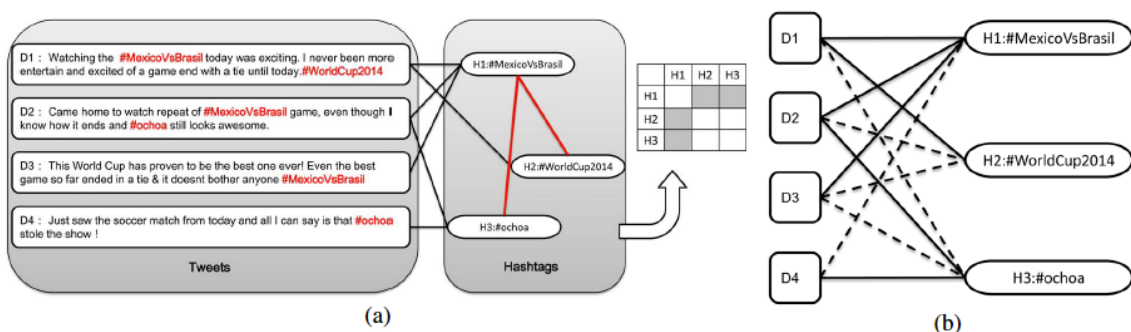 D1 : Watching the #MexicoVsBrasil today was exciting. I never been more
entertain and excited of a game end with a tie until today.#WorldCup2014
D2 : Came home to watch repeat of #MexicoVsBrasil game, even though I
know how it ends and #ochoa still looks awesome.
D3 : This World Cup has proven to be the best one ever! Even the best
game so far ended in a tie & it doesnt bother anyone #MexicoVsBrasil
D4 : Just saw the soccer match from today and all I can say is that #ochoa
stole the show !
Tweets
H1:#MexicoVsBrasil
H2:#WorldCup2014
H3:#ochoa
Hashtags
H1 H2 H3
H1
H2
H3
(a)
D1
D2
D3
D4
H1:#MexicoVsBrasil
H2:#WorldCup2014
H3:#ochoa
(b)